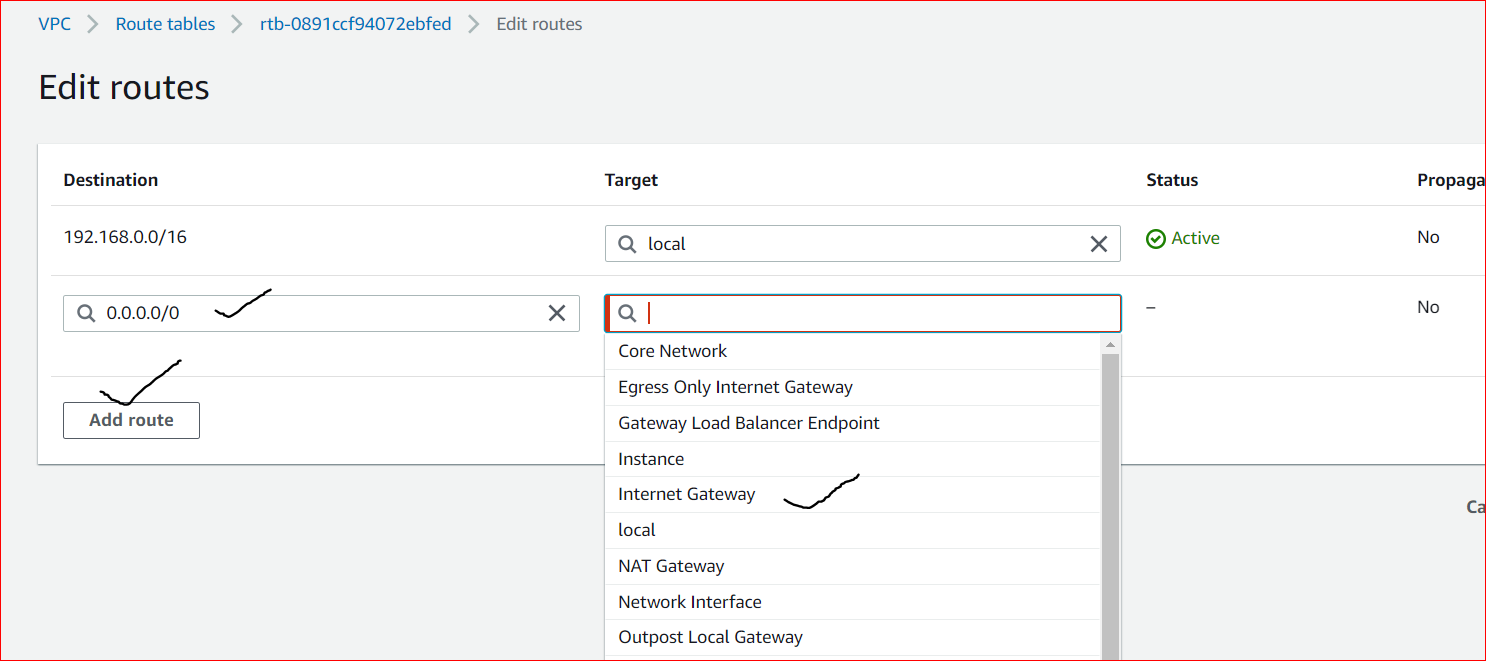 VPC > Route tables > rtb-0891ccf94072ebfed > Edit routes
Edit routes
Destination Target Status Propaga
192.168.0.0/16 local Active No
0.0.0.0/0 – No
Core Network
Egress Only Internet Gateway
Gateway Load Balancer Endpoint
Add route
Instance
Internet Gateway
local
NAT Gateway
Network Interface
Outpost Local Gateway
Ca